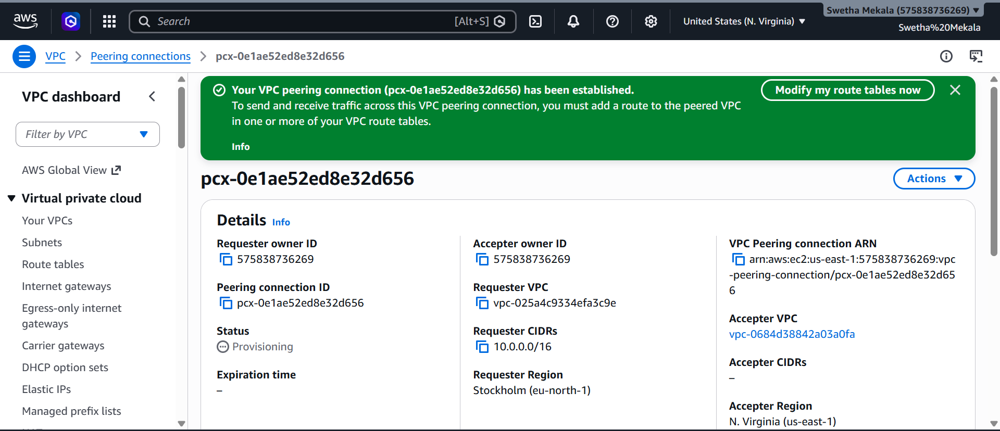 aws
Search
[Alt+S]
United States (N. Virginia)
Swetha Mekala (575838736269)
Swetha%20Mekala
VPC
Peering connections
pcx-0e1ae52ed8e32d656
VPC dashboard
Filter by VPC
AWS Global View
Virtual private cloud
Your VPCs
Subnets
Route tables
Internet gateways
Egress-only internet
gateways
Carrier gateways
DHCP option sets
Elastic IPs
Managed prefix lists
Your VPC peering connection (pcx-0e1ae52ed8e32d656) has been established.
To send and receive traffic across this VPC peering connection, you must add a route to the peered VPC
in one or more of your VPC route tables.
Info
Modify my route tables now
pcx-0e1ae52ed8e32d656
Actions
Details Info
Requester owner ID
575838736269
Peering connection ID
pcx-0e1ae52ed8e32d656
Status
Provisioning
Expiration time
–
Accepter owner ID
575838736269
Requester VPC
vpc-025a4c9334efa3c9e
Requester CIDRs
10.0.0.0/16
Requester Region
Stockholm (eu-north-1)
VPC Peering connection ARN
arn:aws:ec2:us-east-1:575838736269:vpc
-peering-connection/pcx-0e1ae52ed8e32d65
6
Accepter VPC
vpc-0684d38842a03a0fa
Accepter CIDRs
–
Accepter Region
N. Virginia (us-east-1)